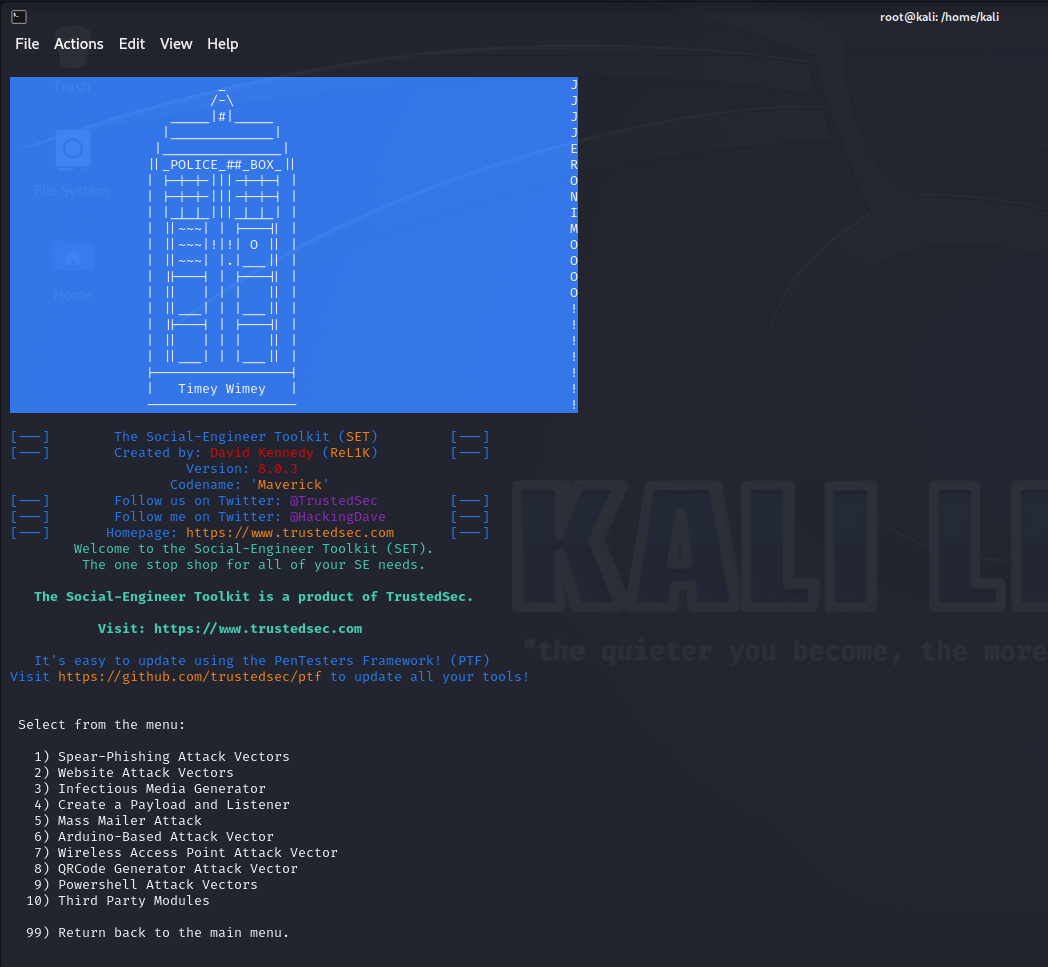 root@kali: /home/kali
File Actions Edit View Help
Trash
File System
Home
_POLICE_##_BOX_
Timey Wimey
JJJJERONIMOOOO!!!!!!!
[---] The Social-Engineer Toolkit (SET) [---]
[---] Created by: David Kennedy (ReL1K) [---]
Version: 8.0.3
Codename: 'Maverick'
[---] Follow us on Twitter: @TrustedSec [---]
[---] Follow me on Twitter: @HackingDave [---]
[---] Homepage: https://www.trustedsec.com [---]
Welcome to the Social-Engineer Toolkit (SET).
The one stop shop for all of your SE needs.
The Social-Engineer Toolkit is a product of TrustedSec.
Visit: https://www.trustedsec.com
It's easy to update using the PenTesters Framework! (PTF)
Visit https://github.com/trustedsec/ptf to update all your tools!
Select from the menu:
1) Spear-Phishing Attack Vectors
2) Website Attack Vectors
3) Infectious Media Generator
4) Create a Payload and Listener
5) Mass Mailer Attack
6) Arduino-Based Attack Vector
7) Wireless Access Point Attack Vector
8) QRCode Generator Attack Vector
9) Powershell Attack Vectors
10) Third Party Modules
99) Return back to the main menu.
KALI LI
"the quieter you become, the more